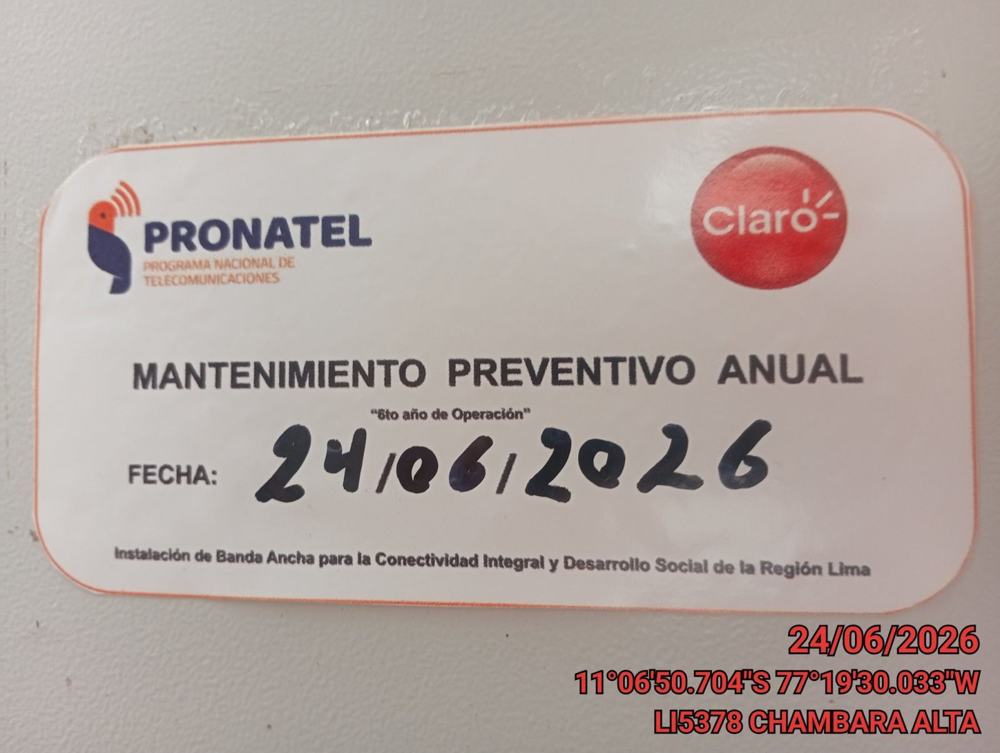 PRONATEL
PROGRAMA NACIONAL DE
TELECOMUNICACIONES
Claro
MANTENIMIENTO PREVENTIVO ANUAL
"6to año de Operación"
FECHA: 24/06/2026
Instalación de Banda Ancha para la Conectividad Integral y Desarrollo Social de la Región Lima
24/06/2026
11°06'50.704"S 77°19'30.033"W
LI5378 CHAMBARA ALTA